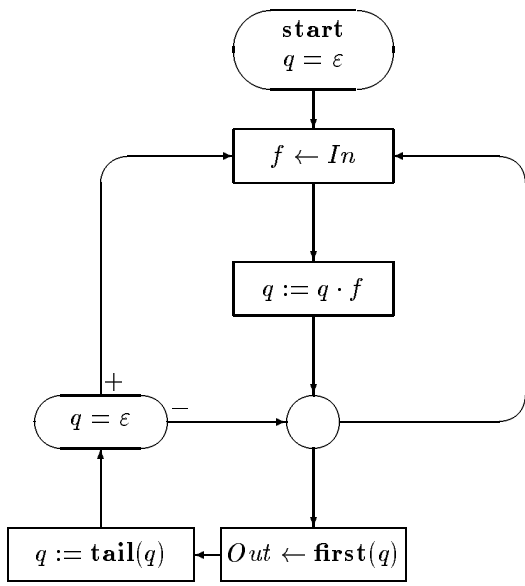 start
q = ε
f ← In
q := q · f
+
q = ε
−
q := tail(q)
Out ← first(q)